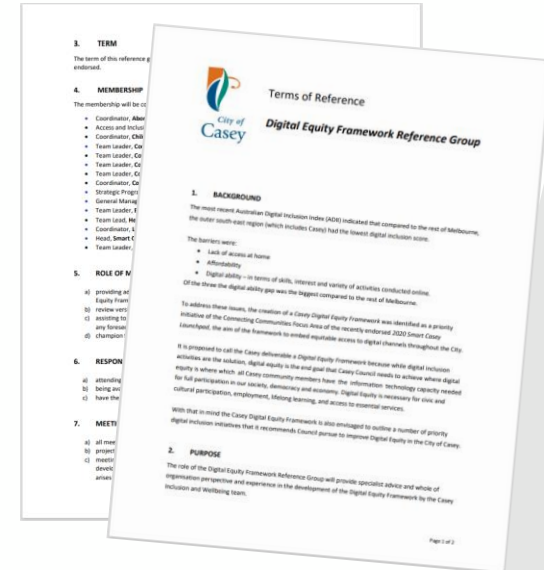 3. TERM
The term of this reference g
endorsed.
4. MEMBERSHIP
The membership will be co
• Coordinator, Abor
• Access and Inclusi
• Coordinator, Chil
• Team Leader, Co
• Team Leader, Co
• Team Leader, Co
• Team Leader, C
• Coordinator, Co
• Strategic Progra
• General Manag
• Team Leader, F
• Team Lead, He
• Coordinator, L
• Head, Smart C
• Team Leader,
5. ROLE OF M
a) providing ad
Equity Fram
b) review vers
c) assisting to
any foresee
d) champion
6. RESPON
a) attending
b) being ava
c) have the
7. MEETI
a) all mee
b) project
c) meetin
develo
arises
City of
Casey
Terms of Reference
Digital Equity Framework Reference Group
1. BACKGROUND
The most recent Australian Digital Inclusion Index (ADII) indicated that compared to the rest of Melbourne,
the outer south-east region (which includes Casey) had the lowest digital inclusion score.
The barriers were:
• Lack of access at home
• Affordability
• Digital ability – in terms of skills, interest and variety of activities conducted online.
Of the three the digital ability gap was the biggest compared to the rest of Melbourne.
To address these issues, the creation of a Casey Digital Equity Framework was identified as a priority
initiative of the Connecting Communities Focus Area of the recently endorsed 2020 Smart Casey
Launchpad, the aim of the framework to embed equitable access to digital channels throughout the City.
It is proposed to call the Casey deliverable a Digital Equity Framework because while digital inclusion
activities are the solution, digital equity is the end goal that Casey Council needs to achieve where digital
equity is where which all Casey community members have the information technology capacity needed
for full participation in our society, democracy and economy. Digital Equity is necessary for civic and
cultural participation, employment, lifelong learning, and access to essential services.
With that in mind the Casey Digital Equity Framework is also envisaged to outline a number of priority
digital inclusion initiatives that it recommends Council pursue to improve Digital Equity in the City of Casey.
2. PURPOSE
The role of the Digital Equity Framework Reference Group will provide specialist advice and whole of
organisation perspective and experience in the development of the Digital Equity Framework by the Casey
Inclusion and Wellbeing team.
Page 1 of 2